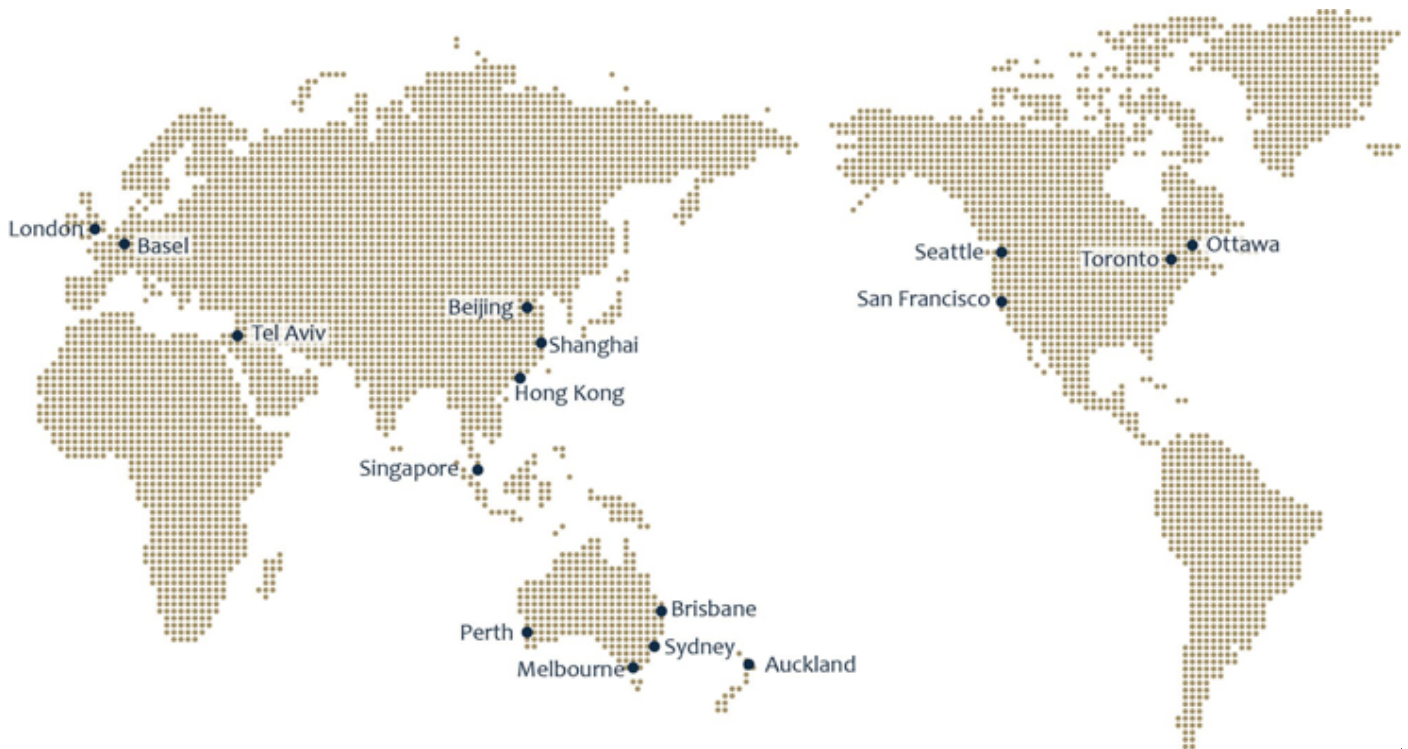 London
Basel
Seattle
Ottawa
Toronto
San Francisco
Beijing
Tel Aviv
Shanghai
Hong Kong
Singapore
Brisbane
Perth
Sydney
Melbourne
Auckland